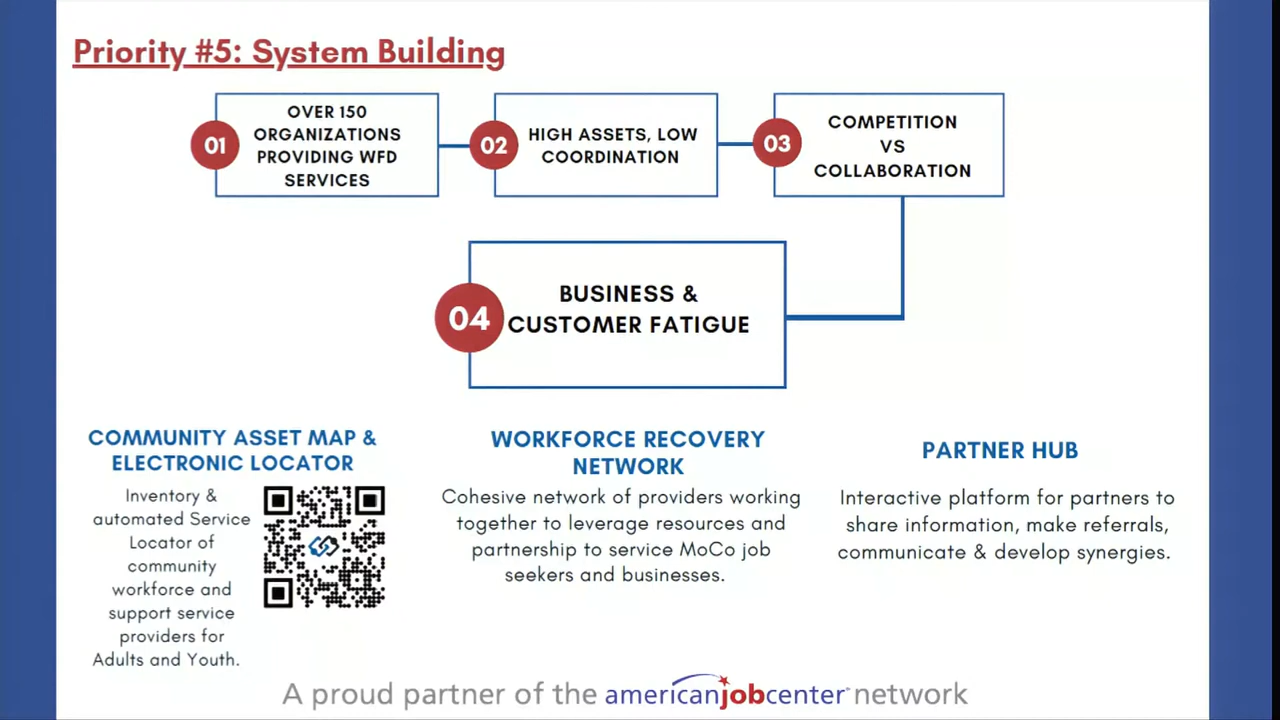 Priority #5: System Building
01
OVER 150
ORGANIZATIONS
PROVIDING WFD
SERVICES
02
HIGH ASSETS, LOW
COORDINATION
03
COMPETITION
VS
COLLABORATION
04
BUSINESS &
CUSTOMER FATIGUE
COMMUNITY ASSET MAP &
ELECTRONIC LOCATOR
Inventory &
automated Service
Locator of
community
workforce and
support service
providers for
Adults and Youth.
WORKFORCE RECOVERY
NETWORK
Cohesive network of providers working
together to leverage resources and
partnership to service MoCo job
seekers and businesses.
PARTNER HUB
Interactive platform for partners to
share information, make referrals,
communicate & develop synergies.
A proud partner of the americanjobcenter network